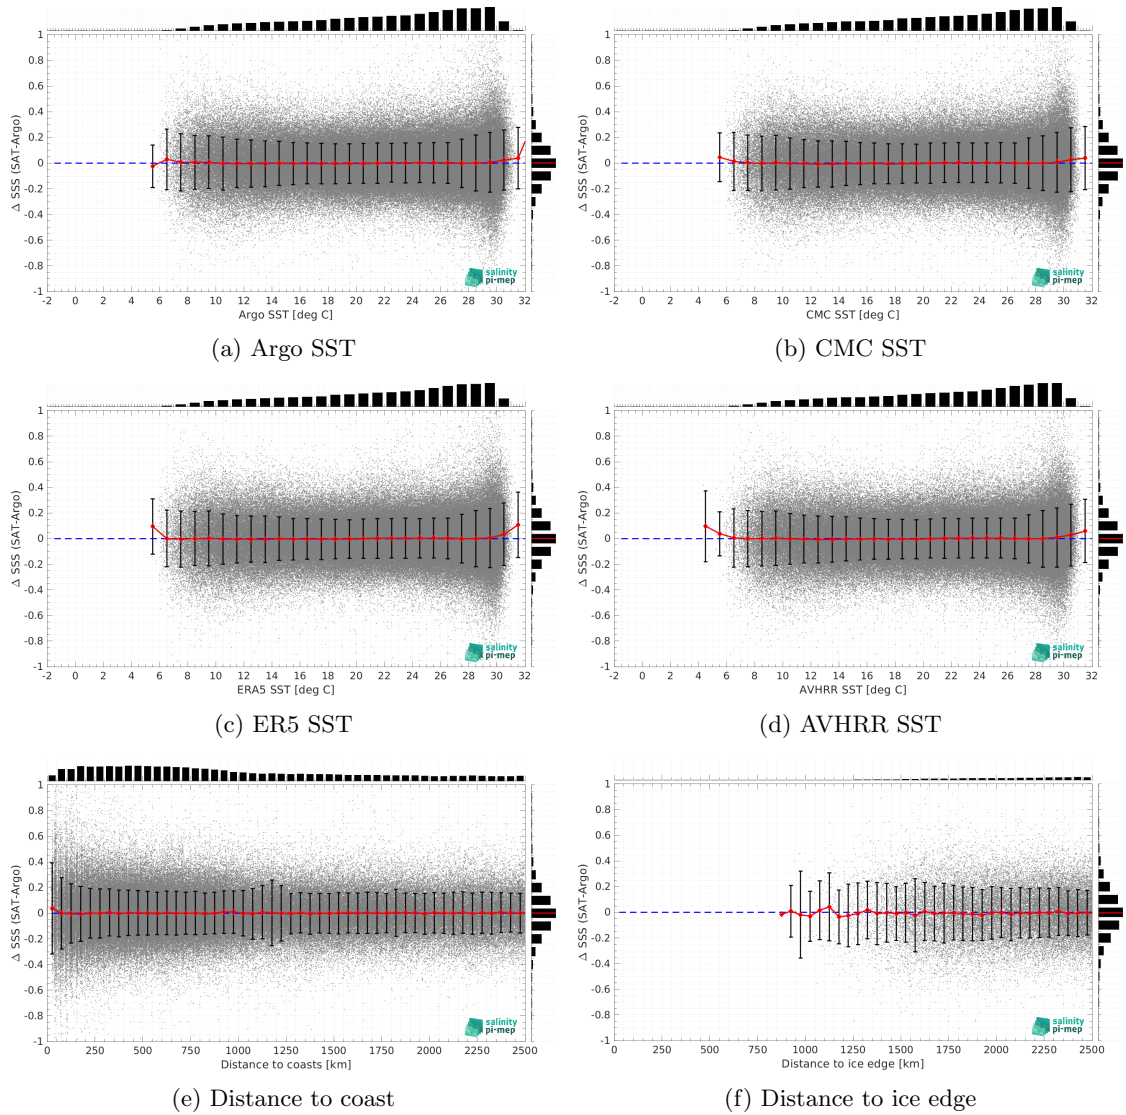 1
0.8
0.6
0.4
0.2
0
-0.2
-0.4
-0.6
-0.8
-1
Δ SSS (SAT-Argo)
salinity
pi-mep
-2 0 2 4 6 8 10 12 14 16 18 20 22 24 26 28 30 32
Argo SST [deg C]
(a) Argo SST
1
0.8
0.6
0.4
0.2
0
-0.2
-0.4
-0.6
-0.8
-1
Δ SSS (SAT-Argo)
salinity
pi-mep
-2 0 2 4 6 8 10 12 14 16 18 20 22 24 26 28 30 32
CMC SST [deg C]
(b) CMC SST
1
0.8
0.6
0.4
0.2
0
-0.2
-0.4
-0.6
-0.8
-1
Δ SSS (SAT-Argo)
salinity
pi-mep
-2 0 2 4 6 8 10 12 14 16 18 20 22 24 26 28 30 32
ERA5 SST [deg C]
(c) ER5 SST
1
0.8
0.6
0.4
0.2
0
-0.2
-0.4
-0.6
-0.8
-1
Δ SSS (SAT-Argo)
salinity
pi-mep
-2 0 2 4 6 8 10 12 14 16 18 20 22 24 26 28 30 32
AVHRR SST [deg C]
(d) AVHRR SST
1
0.8
0.6
0.4
0.2
0
-0.2
-0.4
-0.6
-0.8
-1
Δ SSS (SAT-Argo)
salinity
pi-mep
0 250 500 750 1000 1250 1500 1750 2000 2250 2500
Distance to coasts [km]
(e) Distance to coast
1
0.8
0.6
0.4
0.2
0
-0.2
-0.4
-0.6
-0.8
-1
Δ SSS (SAT-Argo)
salinity
pi-mep
0 250 500 750 1000 1250 1500 1750 2000 2250 2500
Distance to ice edge [km]
(f) Distance to ice edge